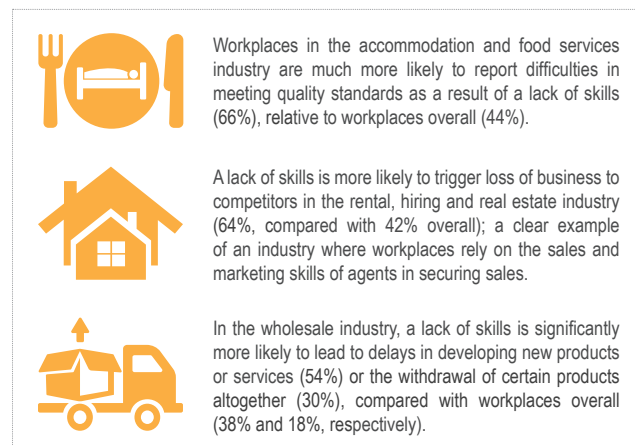 Workplaces in the accommodation and food services
industry are much more likely to report difficulties in
meeting quality standards as a result of a lack of skills
(66%), relative to workplaces overall (44%).
A lack of skills is more likely to trigger loss of business to
competitors in the rental, hiring and real estate industry
(64%, compared with 42% overall); a clear example
of an industry where workplaces rely on the sales and
marketing skills of agents in securing sales.
In the wholesale industry, a lack of skills is significantly
more likely to lead to delays in developing new products
or services (54%) or the withdrawal of certain products
altogether (30%), compared with workplaces overall
(38% and 18%, respectively).